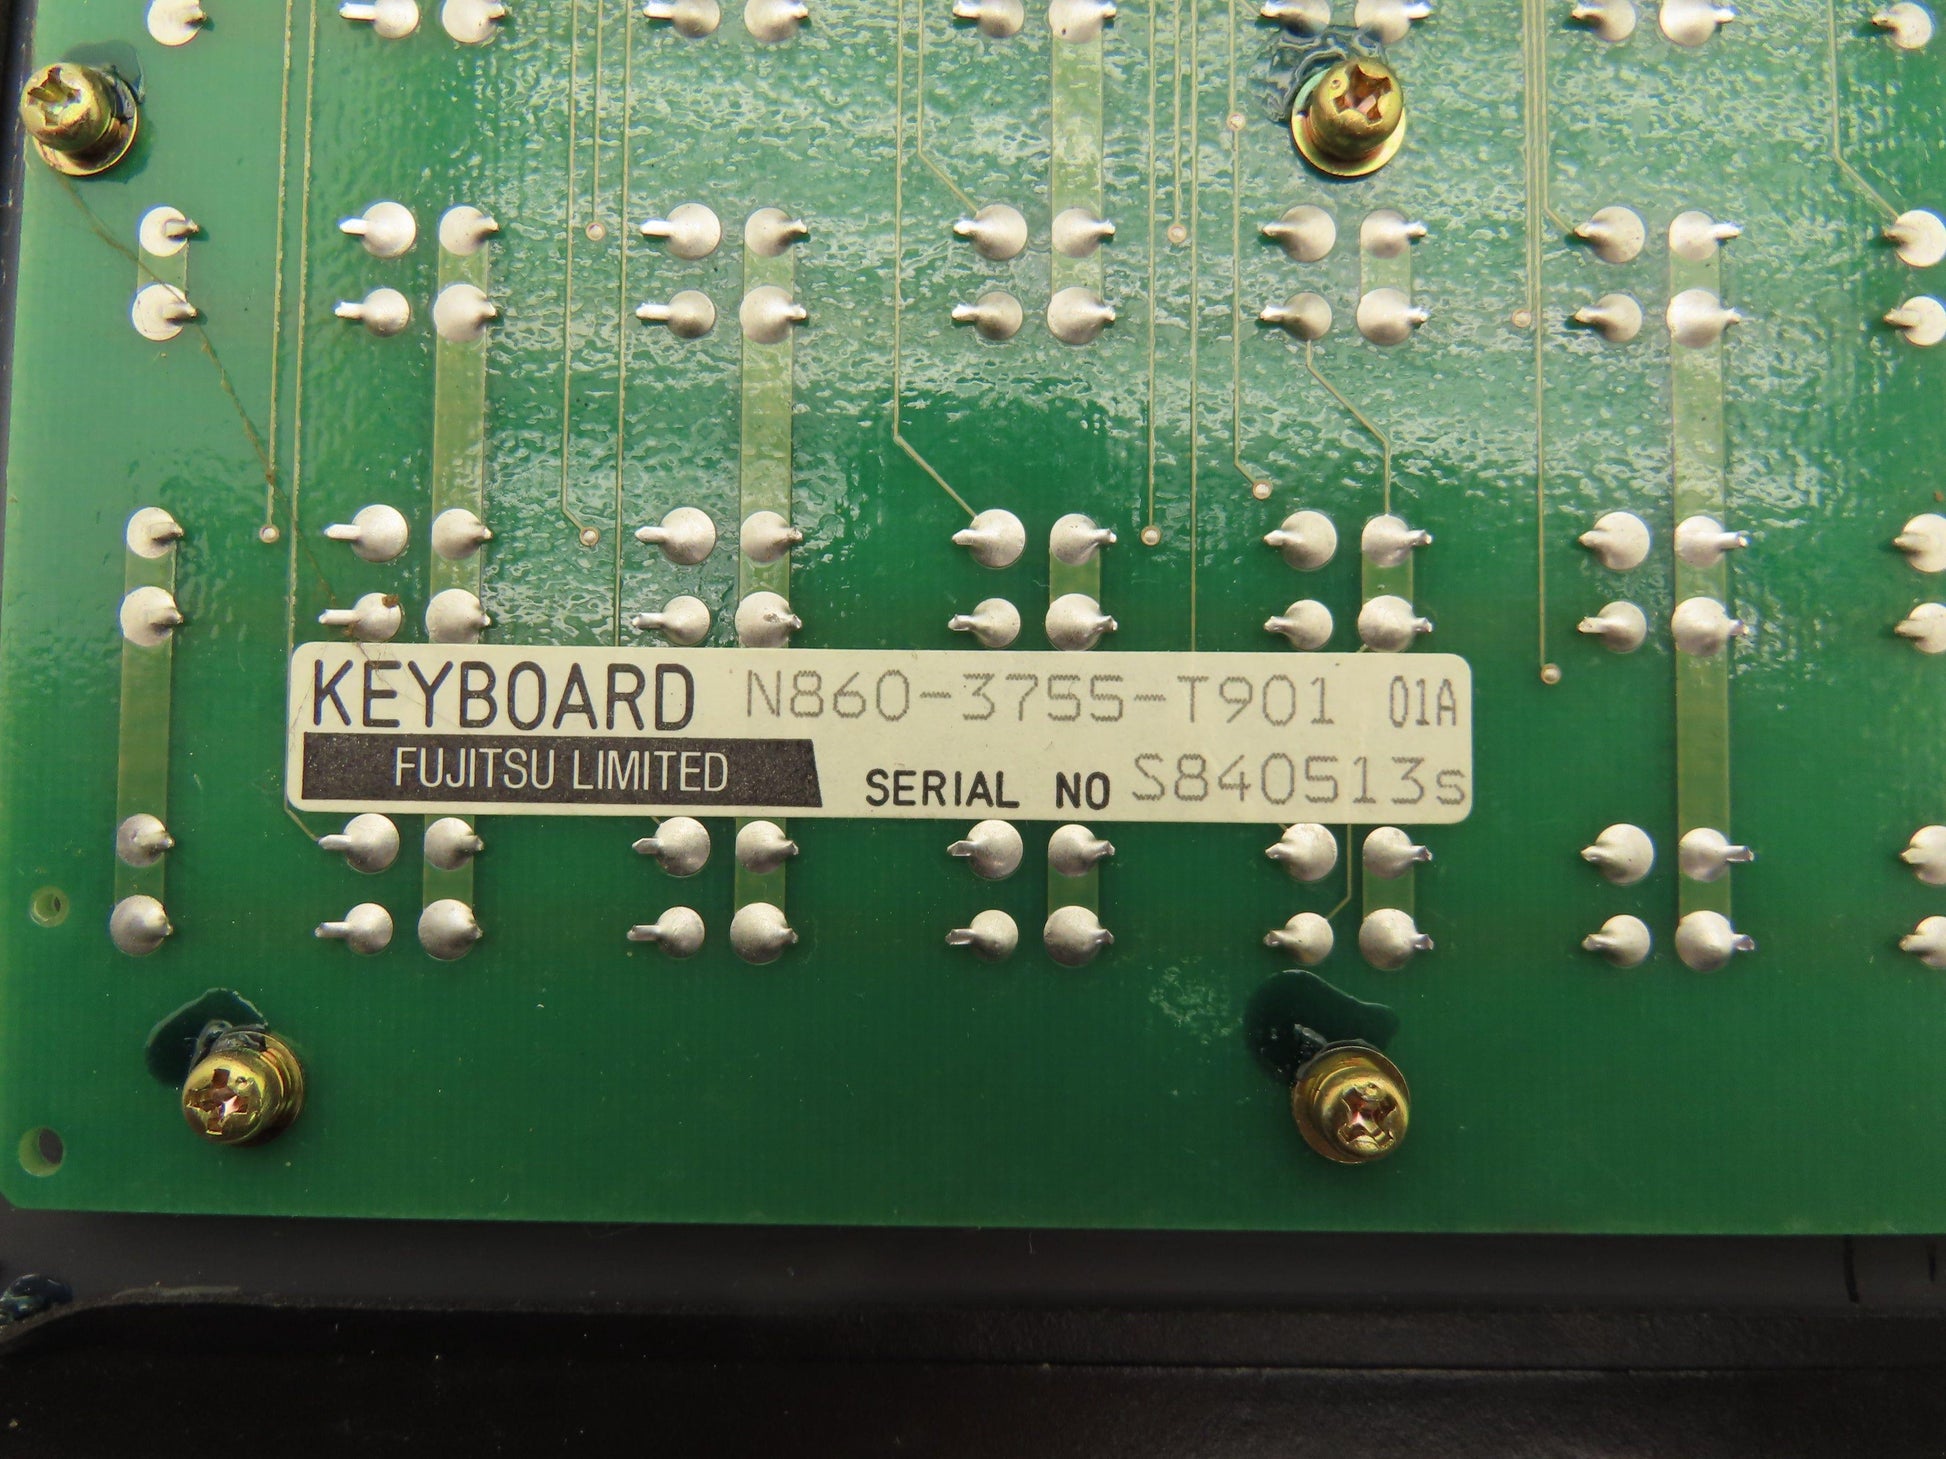 KEYBOARD N860-3755-T901 01A
FUJITSU LIMITED SERIAL NO S840513s